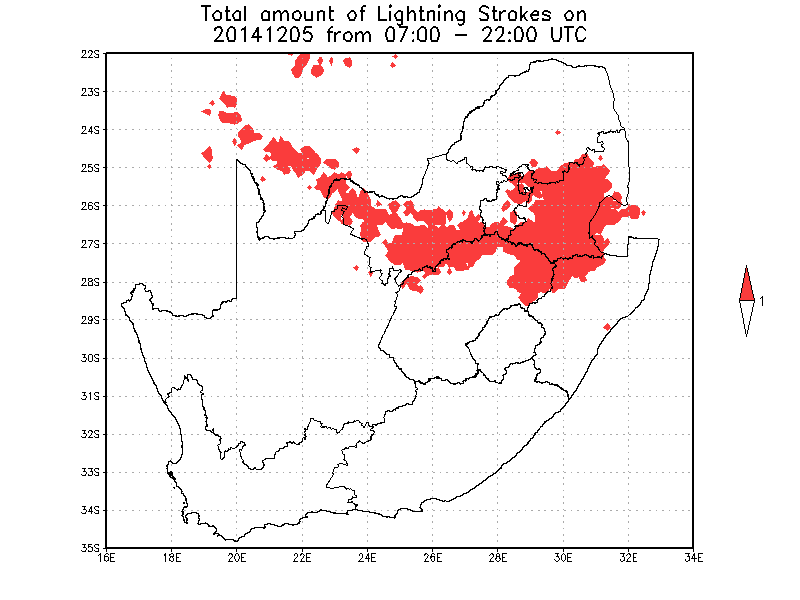 Total amount of Lightning Strokes on
20141205 from 07:00 – 22:00 UTC
22S
23S
24S
25S
26S
27S
28S
29S
30S
31S
32S
33S
34S
35S
16E 18E 20E 22E 24E 26E 28E 30E 32E 34E
1